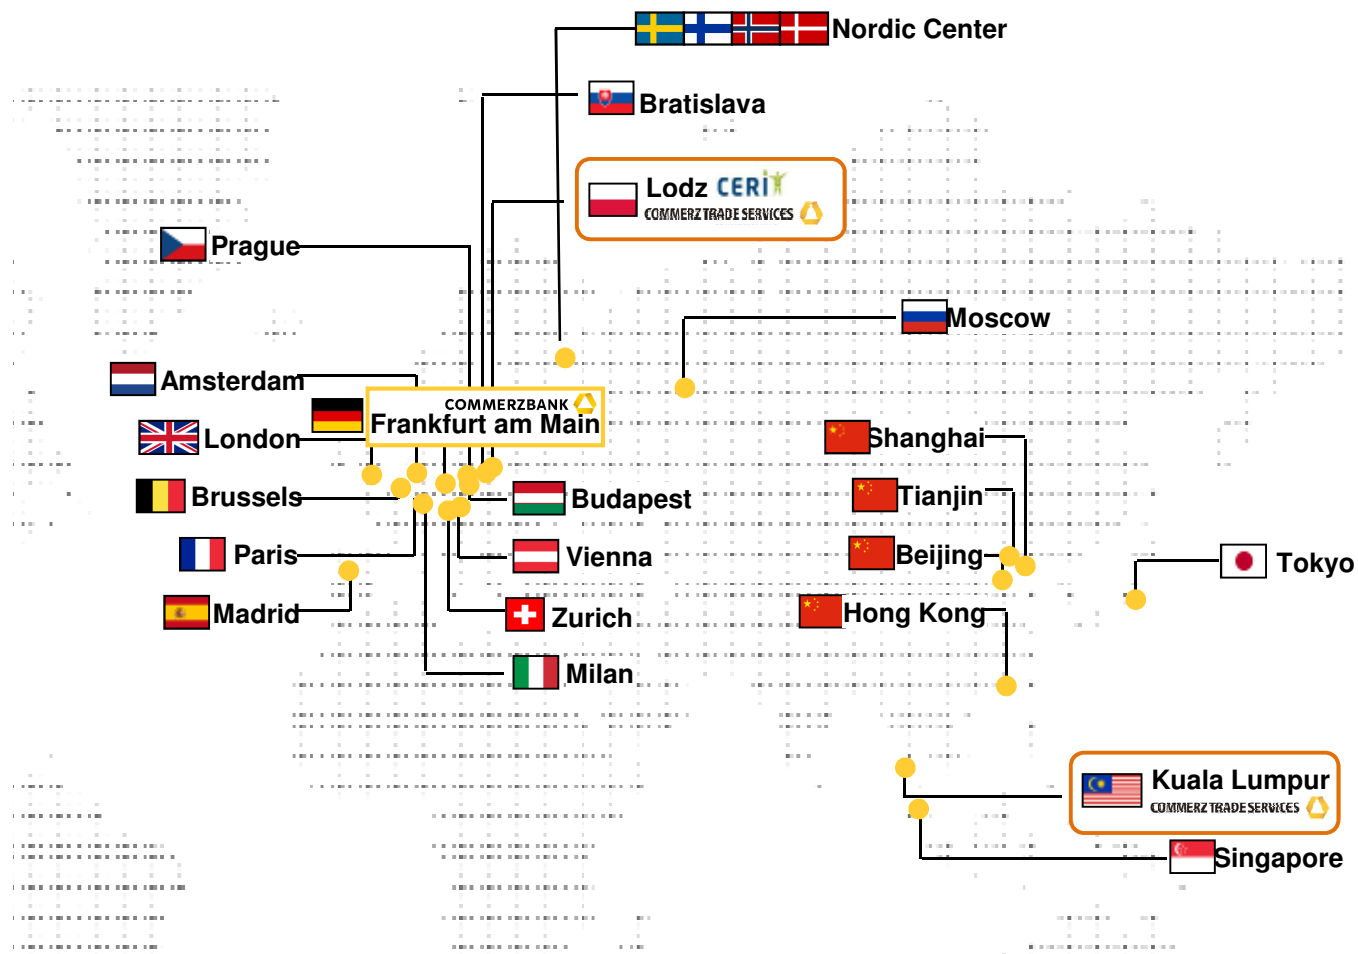 Nordic Center
Bratislava
Lodz CERiT
COMMERZ TRADE SERVICES
Prague
Moscow
Amsterdam
COMMERZBANK
Frankfurt am Main
London
Shanghai
Brussels
Budapest
Tianjin
Paris
Vienna
Beijing
Tokyo
Madrid
Zurich
Hong Kong
Milan
Kuala Lumpur
COMMERZ TRADE SERVICES
Singapore